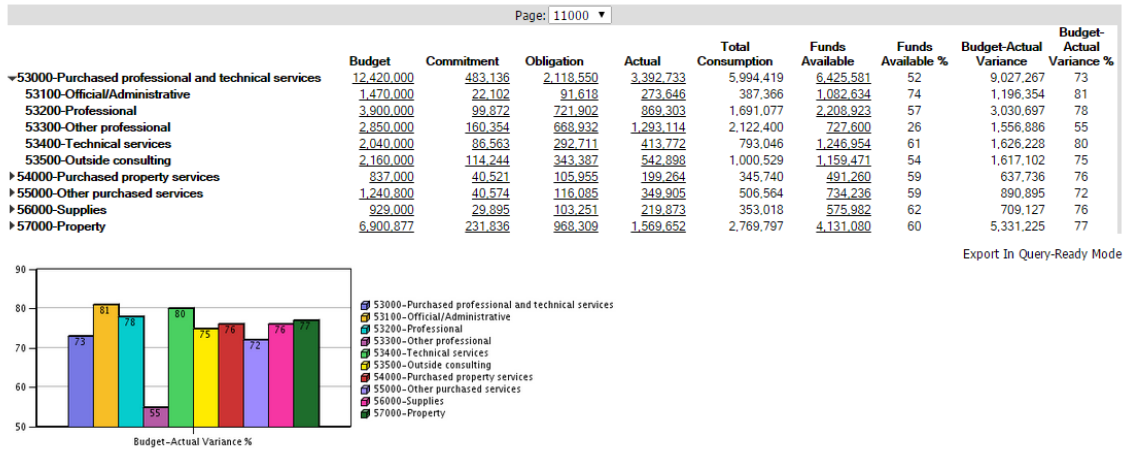 Page: 11000
Budget Commitment Obligation Actual Total Consumption Funds Available Funds Available % Budget-Actual Variance Budget-Actual Variance %
53000-Purchased professional and technical services 12,420,000 483,136 2,118,550 3,392,733 5,994,419 6,425,581 52 9,027,267 73
53100-Official/Administrative 1,470,000 22,102 91,618 273,646 387,366 1,082,634 74 1,196,354 81
53200-Professional 3,900,000 99,872 721,902 869,303 1,691,077 2,208,923 57 3,030,697 78
53300-Other professional 2,850,000 160,354 668,932 1,293,114 2,122,400 727,600 26 1,556,886 55
53400-Technical services 2,040,000 86,563 292,711 413,772 793,046 1,246,954 61 1,626,228 80
53500-Outside consulting 2,160,000 114,244 343,387 542,898 1,000,529 1,159,471 54 1,617,102 75
54000-Purchased property services 837,000 40,521 105,955 199,264 345,740 491,260 59 637,736 76
55000-Other purchased services 1,240,800 40,574 116,085 349,905 506,564 734,236 59 890,895 72
56000-Supplies 929,000 29,895 103,251 219,873 353,018 575,982 62 709,127 76
57000-Property 6,900,877 231,836 968,309 1,569,652 2,769,797 4,131,080 60 5,331,225 77
Export In Query-Ready Mode
90
80
70
60
50
73 81 78 55 80 75 76 72 76 77
Budget-Actual Variance %
53000-Purchased professional and technical services
53100-Official/Administrative
53200-Professional
53300-Other professional
53400-Technical services
53500-Outside consulting
54000-Purchased property services
55000-Other purchased services
56000-Supplies
57000-Property